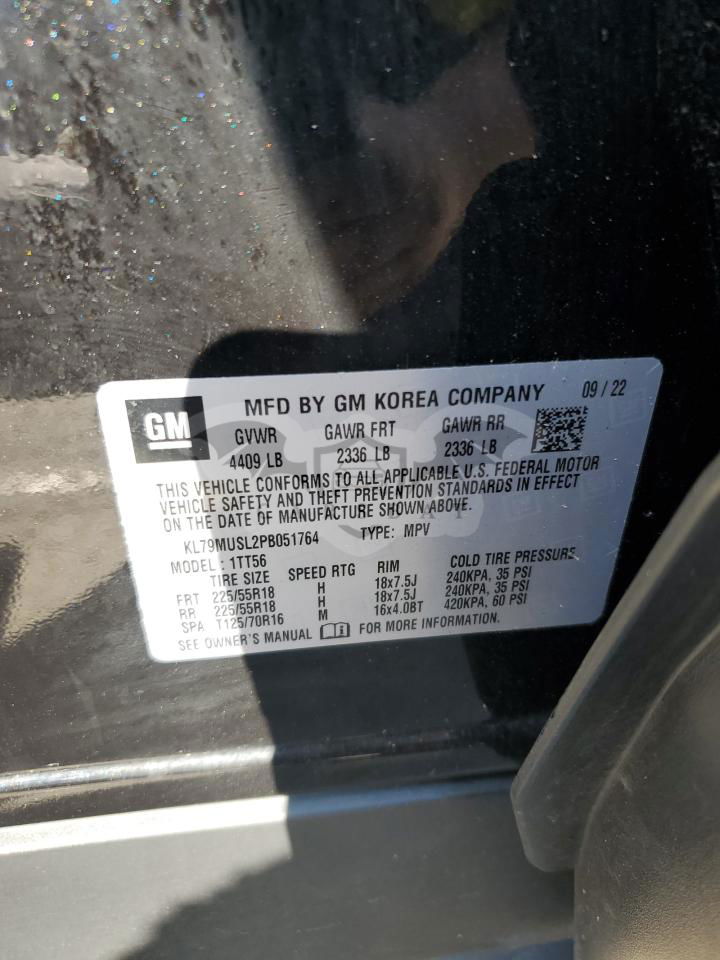 GM MFD BY GM KOREA COMPANY 09 / 22
GVWR GAWR FRT GAWR RR
4409 LB 2336 LB 2336 LB
THIS VEHICLE CONFORMS TO ALL APPLICABLE U.S. FEDERAL MOTOR
VEHICLE SAFETY AND THEFT PREVENTION STANDARDS IN EFFECT
ON THE DATE OF MANUFACTURE SHOWN ABOVE.
KL79MUSL2PB051764 TYPE: MPV
MODEL: 1TT56
TIRE SIZE SPEED RTG RIM COLD TIRE PRESSURE
FRT 225/55R18 H 18x7.5J 240KPA, 35 PSI
RR 225/55R18 H 18x7.5J 240KPA, 35 PSI
SPA T125/70R16 M 16x4.0BT 420KPA, 60 PSI
SEE OWNER'S MANUAL FOR MORE INFORMATION.